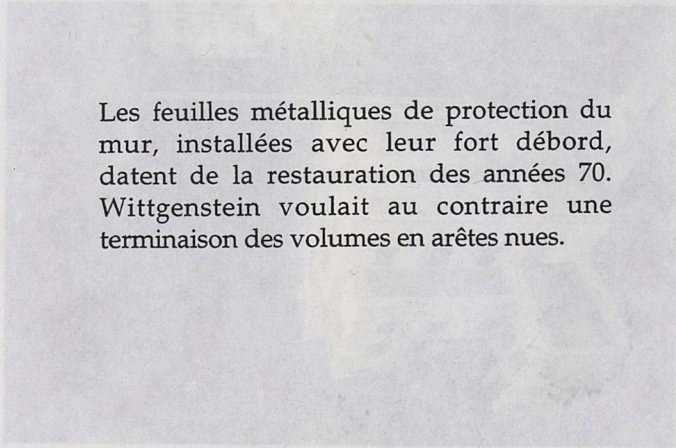 Les feuilles métalliques de protection du
mur, installées avec leur fort débord,
datent de la restauration des années 70.
Wittgenstein voulait au contraire une
terminaison des volumes en arêtes nues.